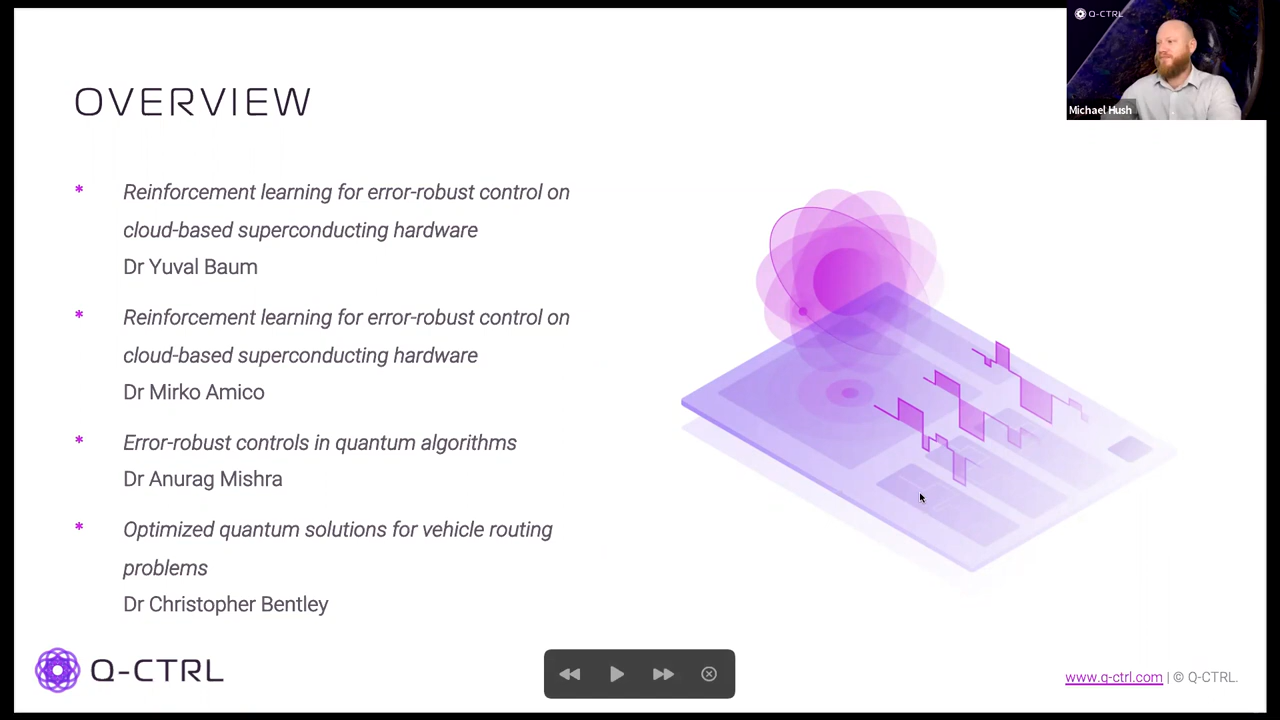 Q-CTRL
Michael Hush
OVERVIEW
* Reinforcement learning for error-robust control on
cloud-based superconducting hardware
Dr Yuval Baum
* Reinforcement learning for error-robust control on
cloud-based superconducting hardware
Dr Mirko Amico
* Error-robust controls in quantum algorithms
Dr Anurag Mishra
* Optimized quantum solutions for vehicle routing
problems
Dr Christopher Bentley
Q-CTRL
www.q-ctrl.com | © Q-CTRL.